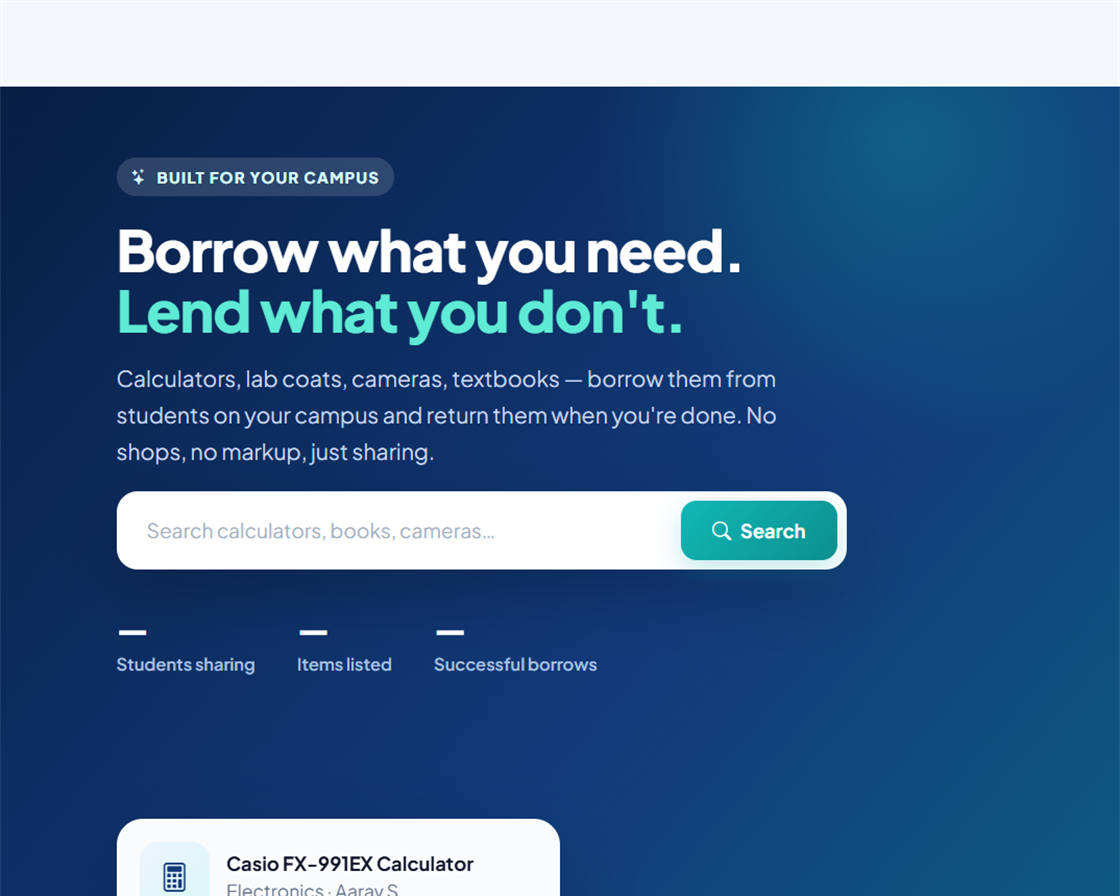 BUILT FOR YOUR CAMPUS
Borrow what you need.
Lend what you don't.
Calculators, lab coats, cameras, textbooks — borrow them from
students on your campus and return them when you're done. No
shops, no markup, just sharing.
Search calculators, books, cameras…
Search
— — —
Students sharing Items listed Successful borrows
Casio FX-991EX Calculator
Electronics · Aarav S.